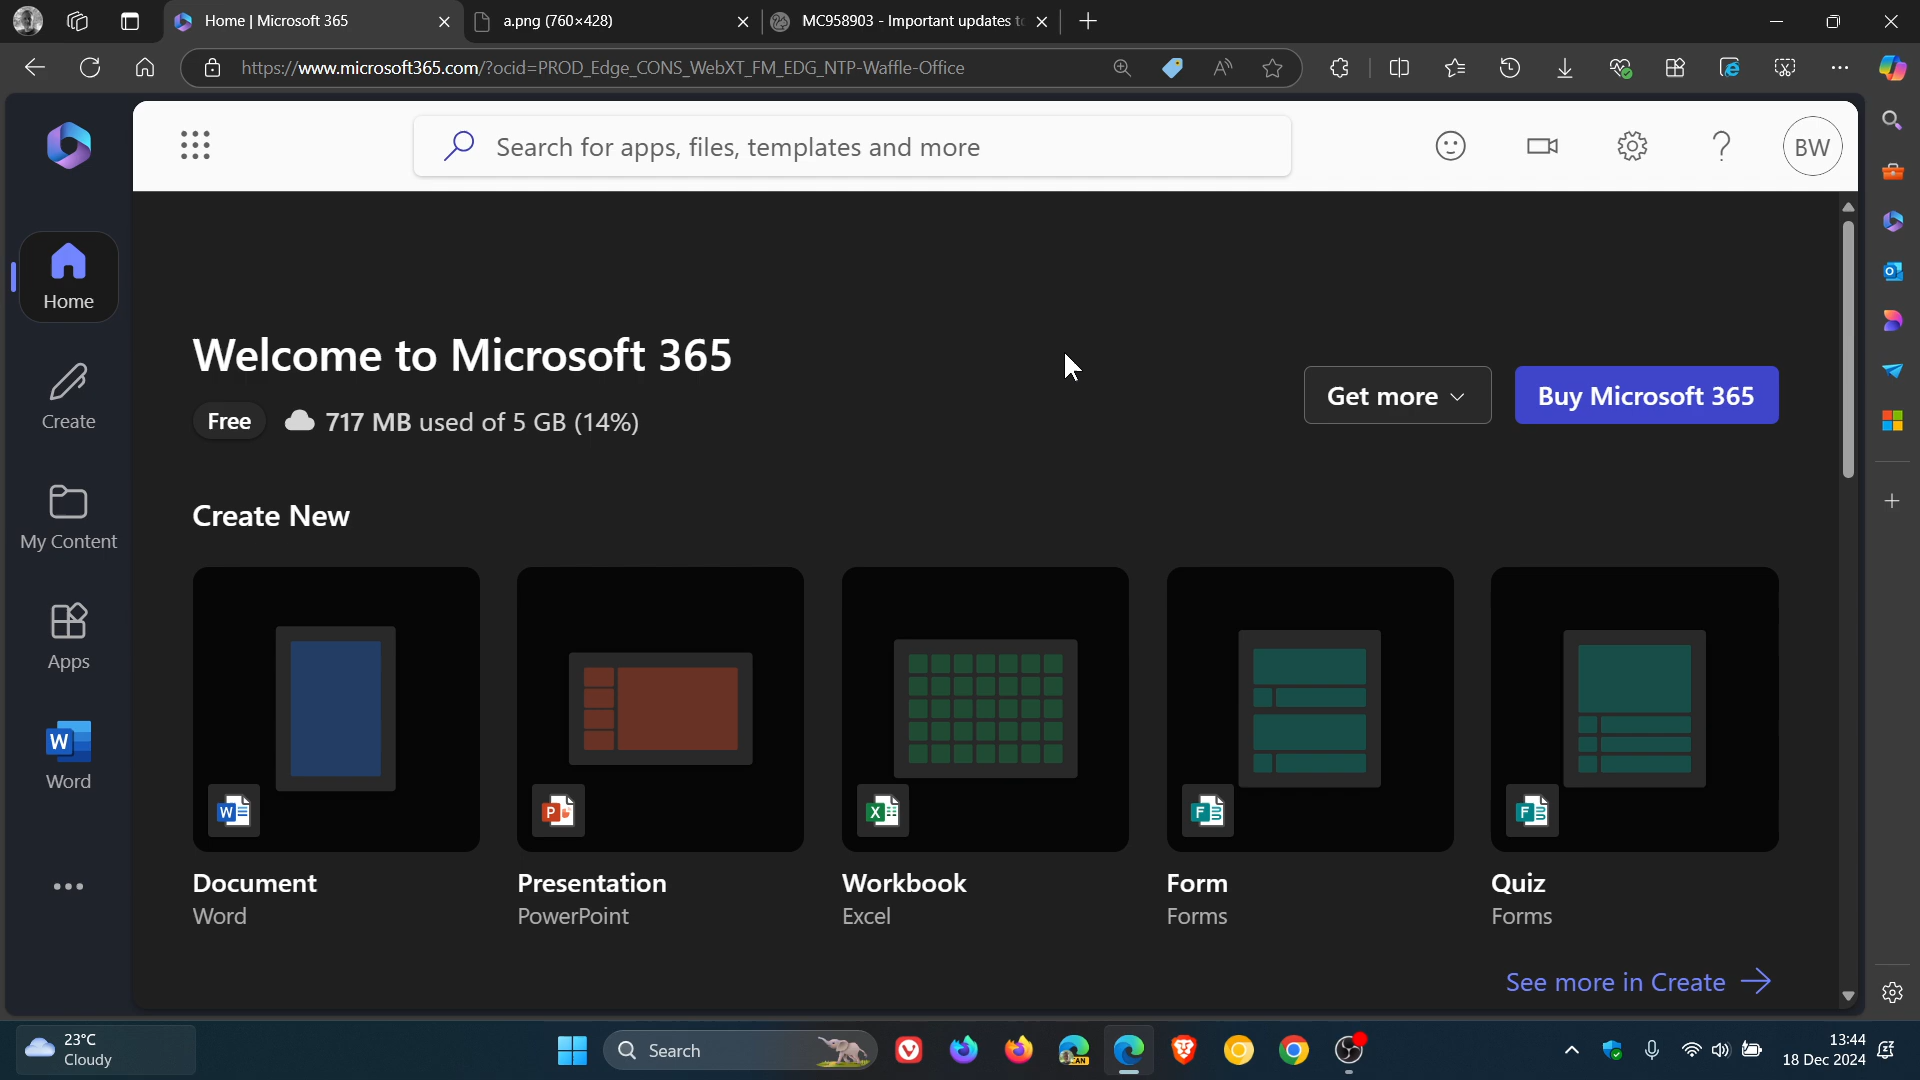 Home | Microsoft 365
a.png (760×428)
MC958903 - Important updates to
https://www.microsoft365.com/?ocid=PROD_Edge_CONS_WebXT_FM_EDG_NTP-Waffle-Office
Search for apps, files, templates and more
BW
Home
Create
My Content
Apps
Word
Welcome to Microsoft 365
Free 717 MB used of 5 GB (14%)
Get more
Buy Microsoft 365
Create New
Document
Word
Presentation
PowerPoint
Workbook
Excel
Form
Forms
Quiz
Forms
See more in Create
23°C
Cloudy
Search
CAN
13:44
18 Dec 2024